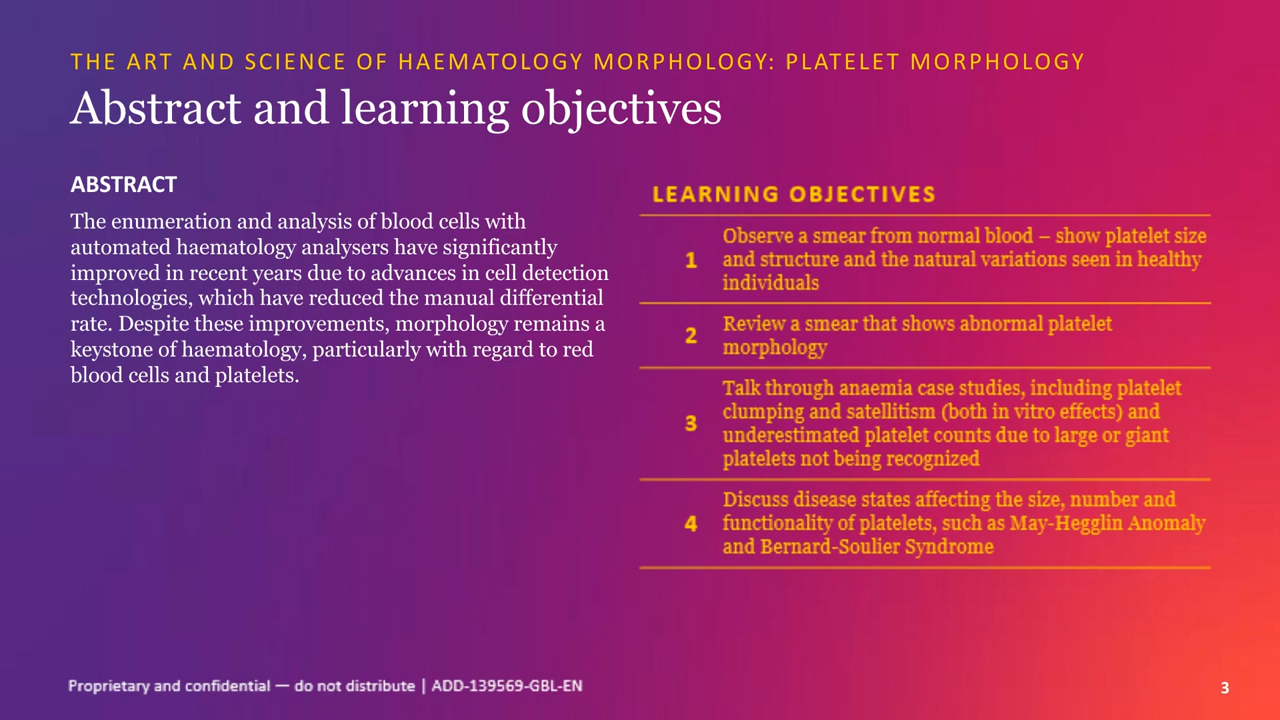 THE ART AND SCIENCE OF HAEMATOLOGY MORPHOLOGY: PLATELET MORPHOLOGY
Abstract and learning objectives
ABSTRACT
The enumeration and analysis of blood cells with
automated haematology analysers have significantly
improved in recent years due to advances in cell detection
technologies, which have reduced the manual differential
rate. Despite these improvements, morphology remains a
keystone of haematology, particularly with regard to red
blood cells and platelets.
LEARNING OBJECTIVES
1
Observe a smear from normal blood – show platelet size
and structure and the natural variations seen in healthy
individuals
2
Review a smear that shows abnormal platelet
morphology
3
Talk through anaemia case studies, including platelet
clumping and satellitism (both in vitro effects) and
underestimated platelet counts due to large or giant
platelets not being recognized
4
Discuss disease states affecting the size, number and
functionality of platelets, such as May-Hegglin Anomaly
and Bernard-Soulier Syndrome
Proprietary and confidential — do not distribute | ADD-139569-GBL-EN
3